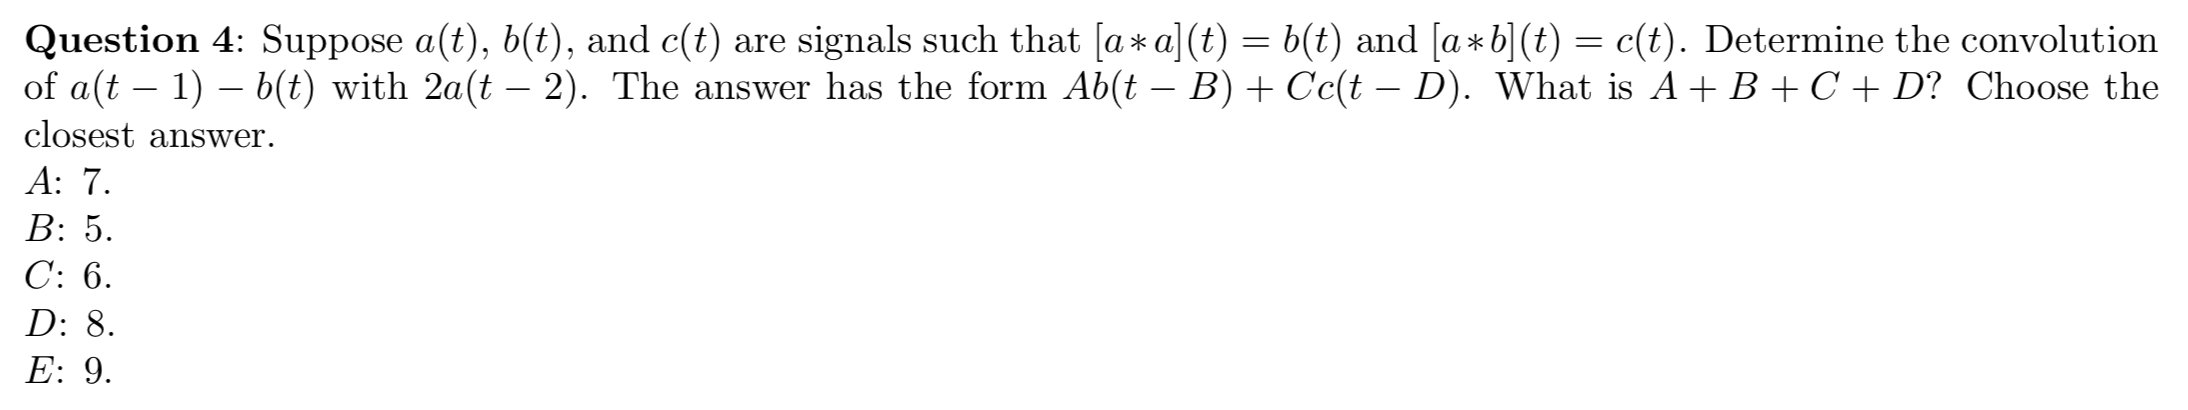 Question 4: Suppose a(t), b(t), and c(t) are signals such that [a∗a](t) = b(t) and [a∗b](t) = c(t). Determine the convolution
of a(t − 1) − b(t) with 2a(t − 2). The answer has the form Ab(t − B) + Cc(t − D). What is A + B + C + D? Choose the
closest answer.
A: 7.
B: 5.
C: 6.
D: 8.
E: 9.